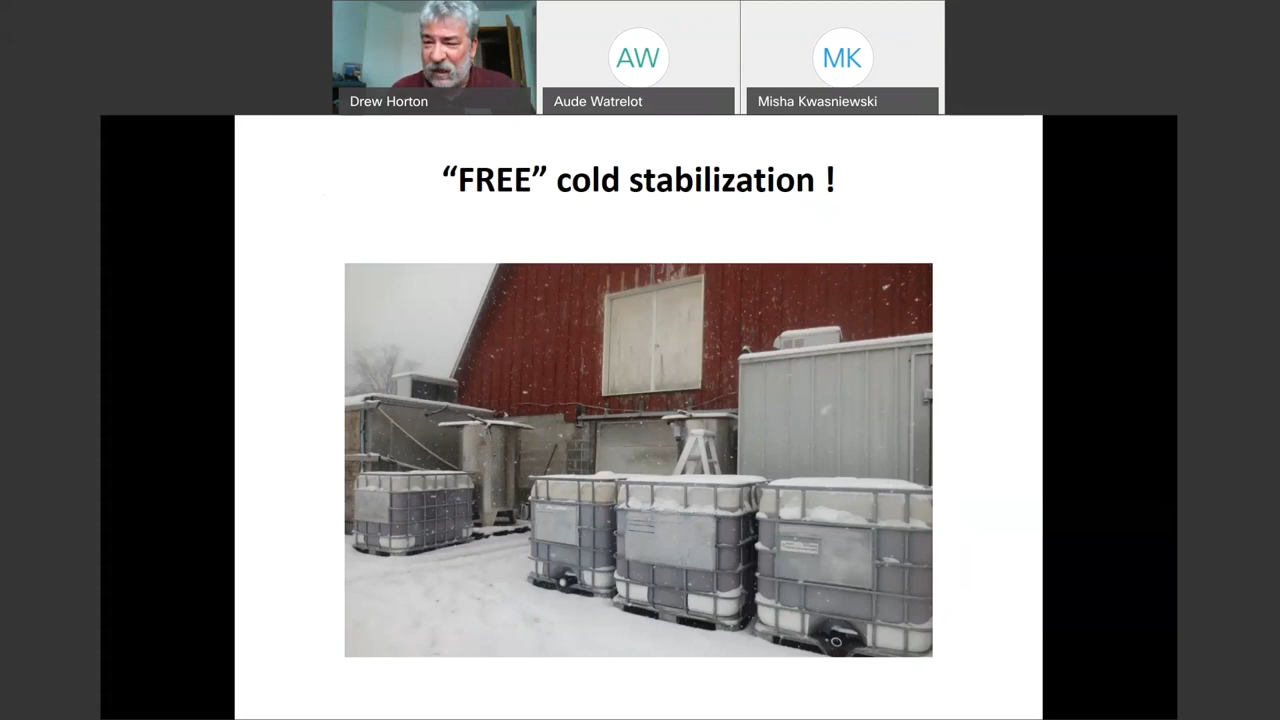 AW
MK
Drew Horton
Aude Watrelot
Misha Kwasniewski
“FREE” cold stabilization !